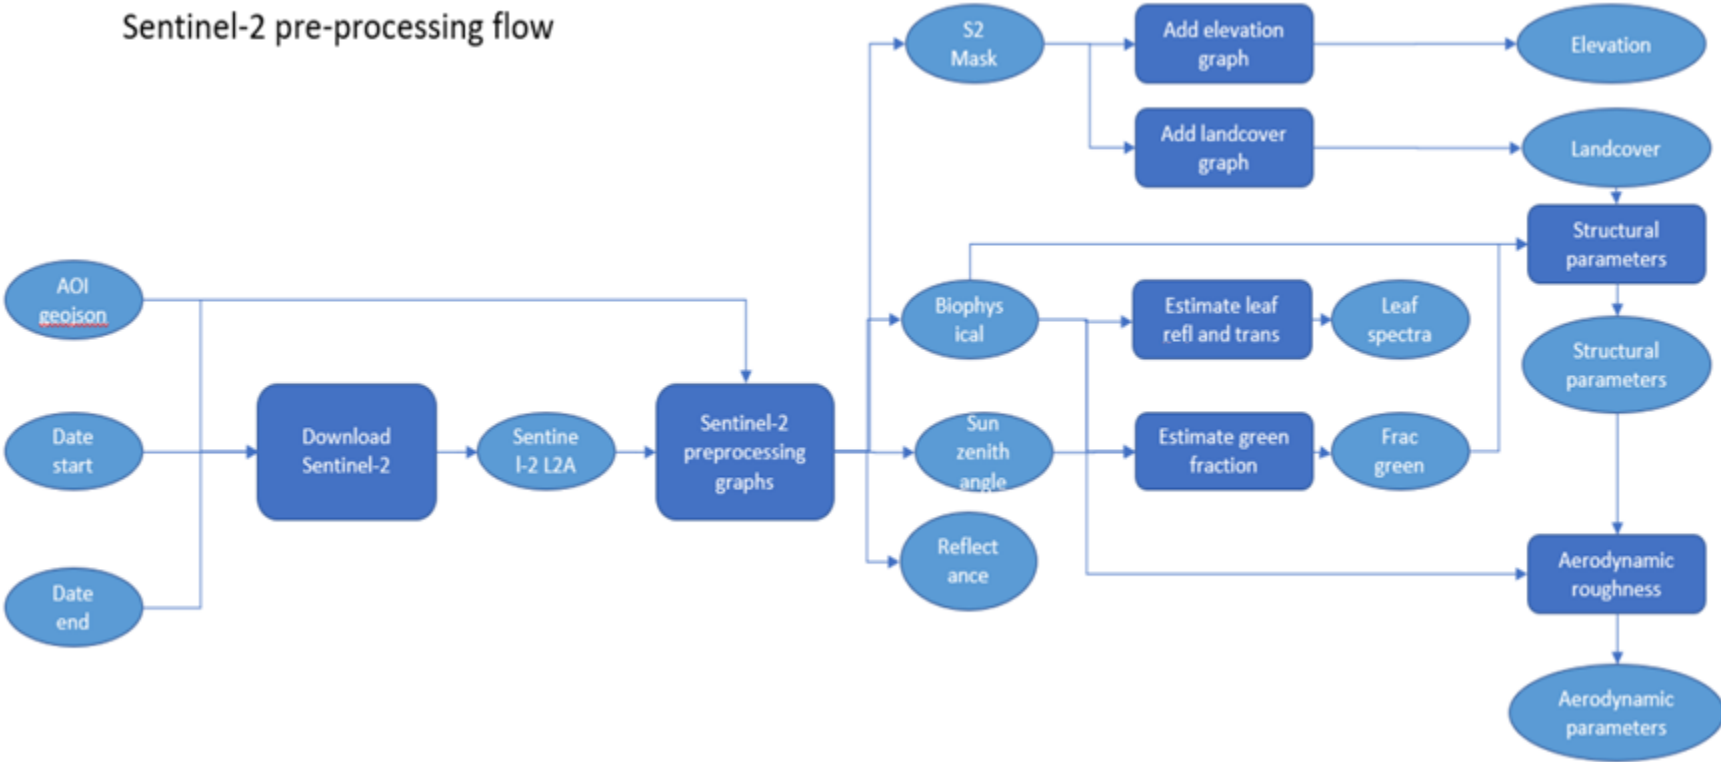 Sentinel-2 pre-processing flow
S2
Mask
Add elevation
graph
Elevation
Add landcover
graph
Landcover
Structural
parameters
AOI
geojson
Biophys
ical
Estimate leaf
refl and trans
Leaf
spectra
Structural
parameters
Date
start
Download
Sentinel-2
Sentine
l-2 L2A
Sentinel-2
preprocessing
graphs
Sun
zenith
angle
Estimate green
fraction
Frac
green
Reflect
ance
Aerodynamic
roughness
Date
end
Aerodynamic
parameters